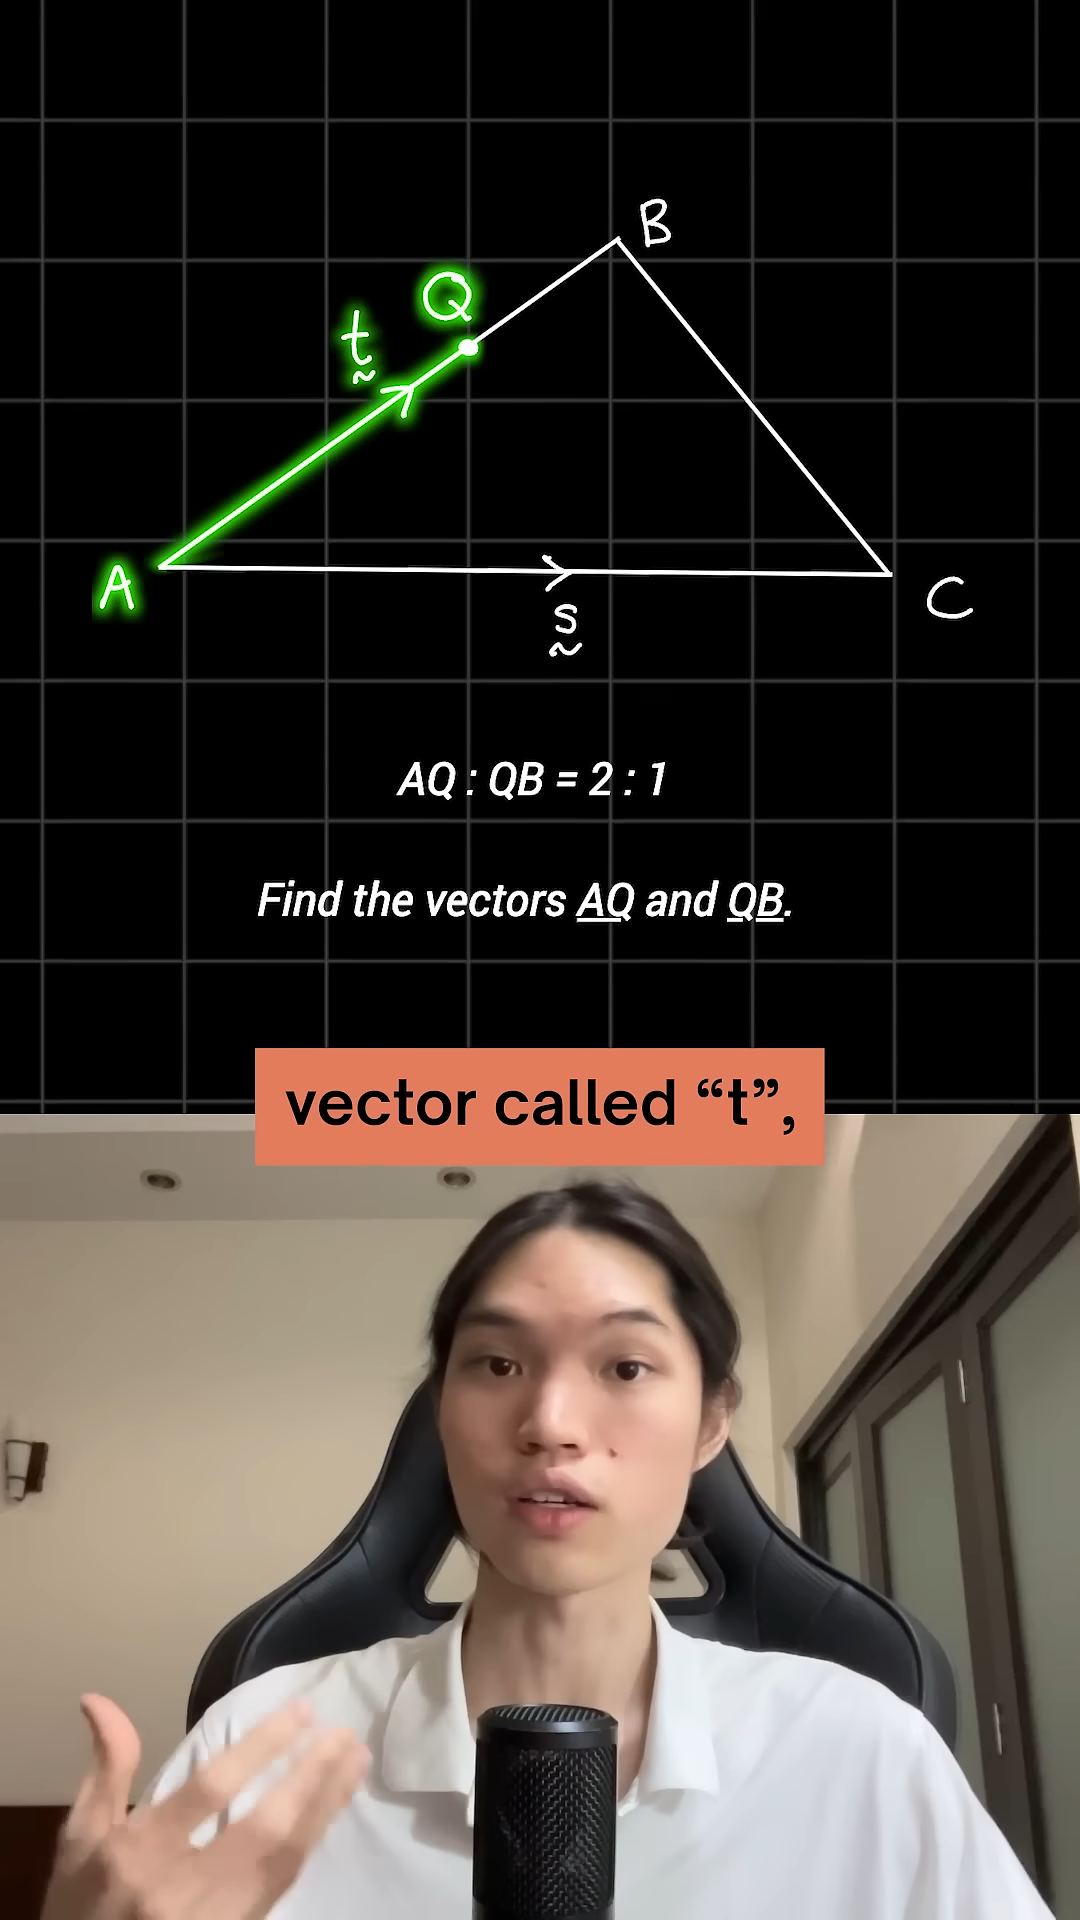 B
Q
t
A
s
C
AQ : QB = 2 : 1
Find the vectors AQ and QB.
vector called “t”,